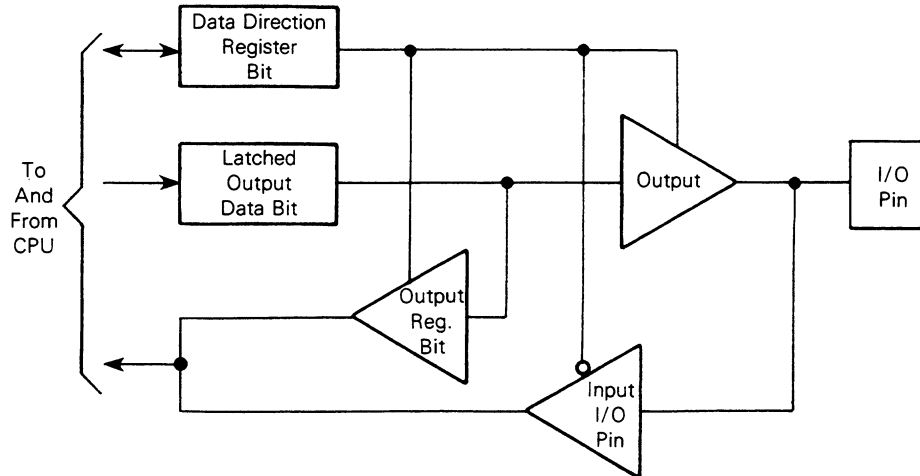 Data Direction
Register
Bit
To
And
From
CPU
Latched
Output
Data Bit
Output
I/O
Pin
Output
Reg.
Bit
Input
I/O
Pin